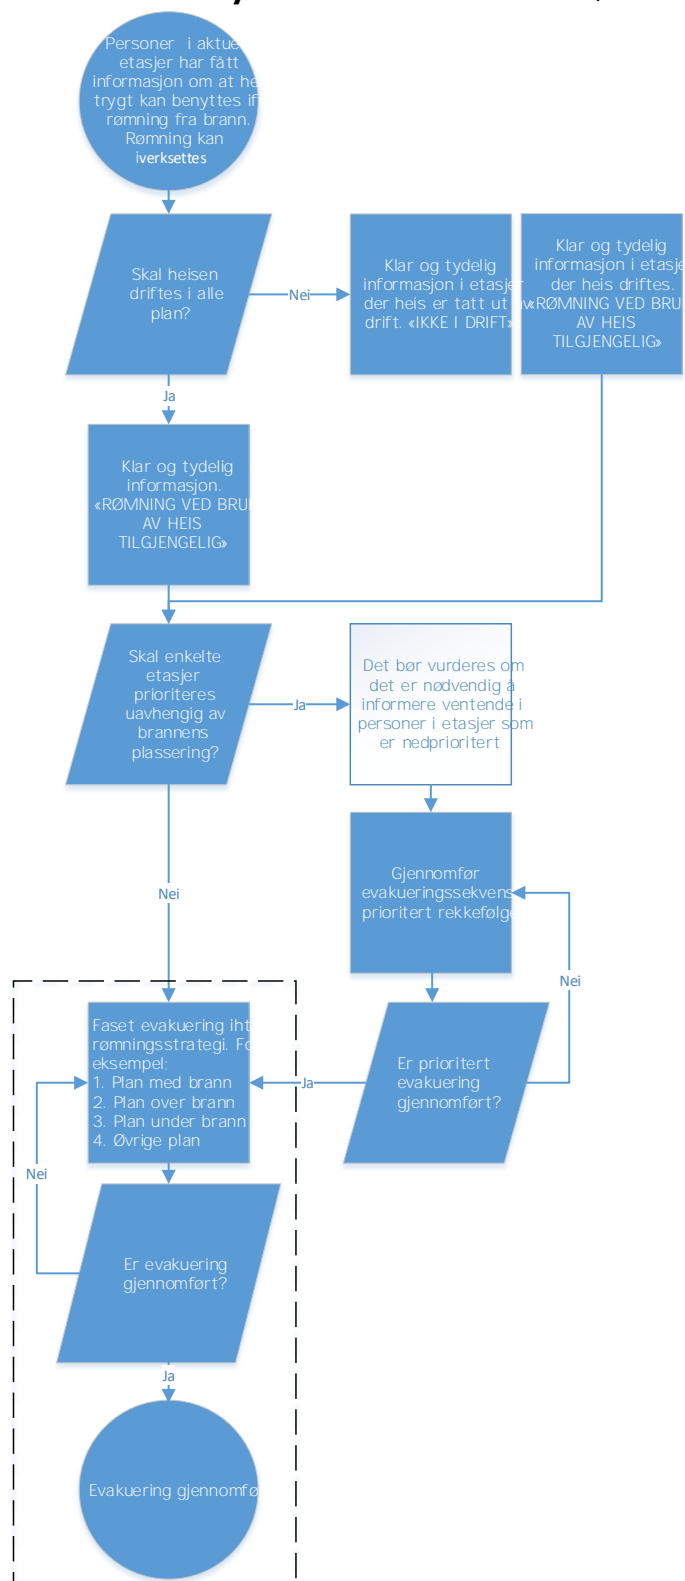 Personer i aktue
etasjer har fått
informasjon om at he
trygt kan benyttes if
rømning fra brann.
Rømning kan
iverksettes
Skal heisen
driftes i alle
plan?
Nei
Klar og tydelig
informasjon i etasjer
der heis er tatt ut av
drift. «IKKE I DRIFT»
Klar og tydelig
informasjon i etasje
der heis driftes.
«RØMNING VED BRU
AV HEIS
TILGJENGELIG»
Ja
Klar og tydelig
informasjon.
«RØMNING VED BRU
AV HEIS
TILGJENGELIG»
Skal enkelte
etasjer
prioriteres
uavhengig av
brannens
plassering?
Ja
Det bør vurderes om
det er nødvendig å
informere ventende i
personer i etasjer som
er nedprioritert
Nei
Gjennomfør
evakueringssekvens
prioritert rekkefølge
Nei
Er prioritert
evakuering
gjennomført?
Ja
Faset evakuering iht
rømningsstrategi. Fo
eksempel;
1. Plan med brann
2. Plan over brann
3. Plan under brann
4. Øvrige plan
Nei
Er evakuering
gjennomført?
Ja
Evakuering gjennomfø